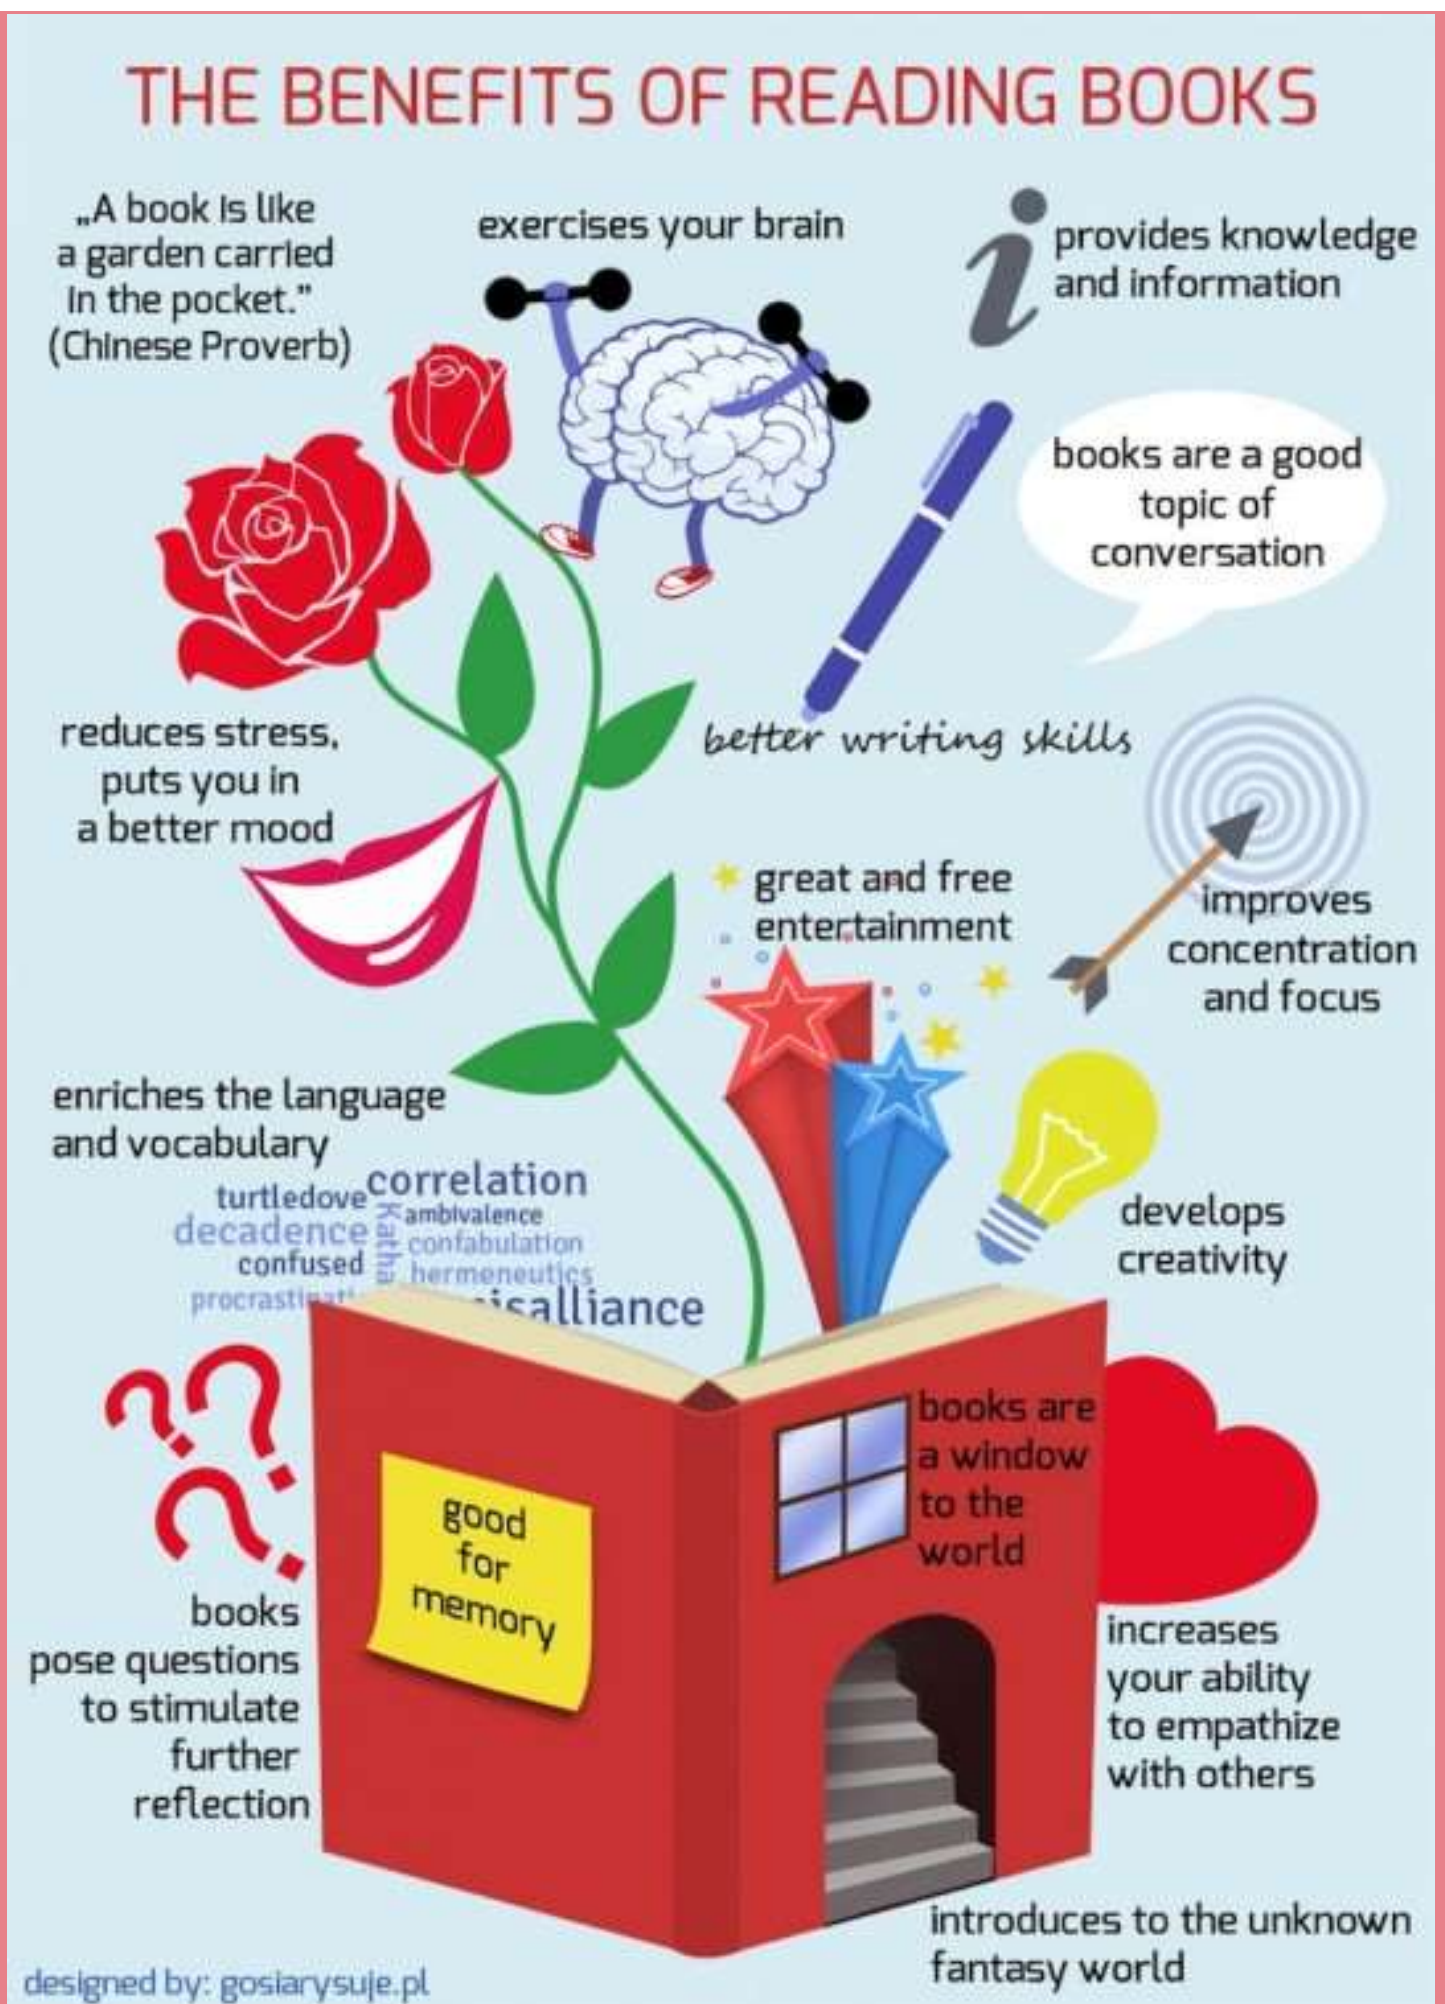 THE BENEFITS OF READING BOOKS
„A book is like
a garden carried
in the pocket.”
(Chinese Proverb)
exercises your brain
provides knowledge
and information
books are a good
topic of
conversation
better writing skills
reduces stress,
puts you in
a better mood
great and free
entertainment
improves
concentration
and focus
enriches the language
and vocabulary
correlation
turtledove
ambivalence
decadence
Katha
confabulation
confused
hermeneutics
develops
creativity
books are
a window
to the
world
good
for
memory
books
pose questions
to stimulate
further
reflection
increases
your ability
to empathize
with others
introduces to the unknown
fantasy world
designed by: gosiarysuje.pl